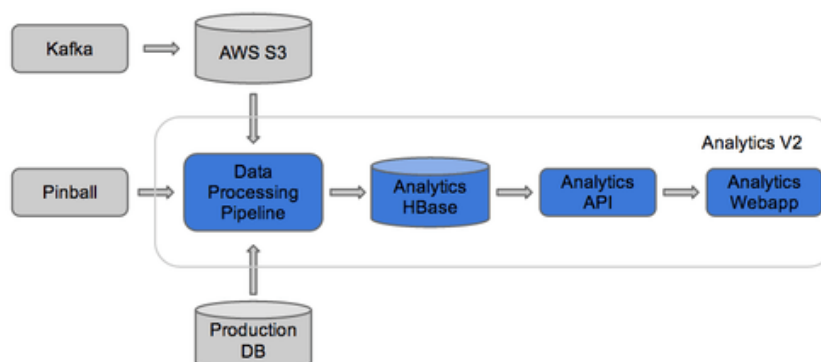 Kafka
AWS S3
Analytics V2
Pinball
Data
Processing
Pipeline
Analytics
HBase
Analytics
API
Analytics
Webapp
Production
DB